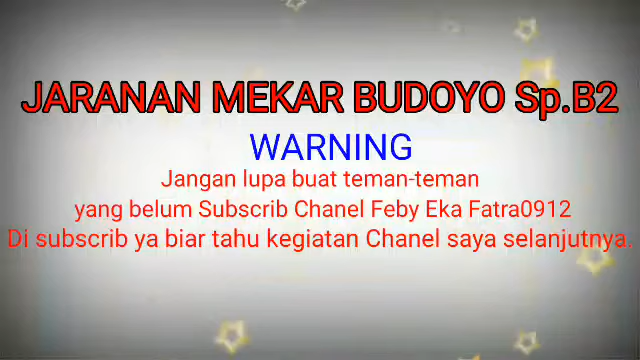 JARANAN MEKAR BUDOYO Sp.B2
WARNING
Jangan lupa buat teman-teman
yang belum Subscrib Chanel Feby Eka Fatra0912
Di subscrib ya biar tahu kegiatan Chanel saya selanjutnya.